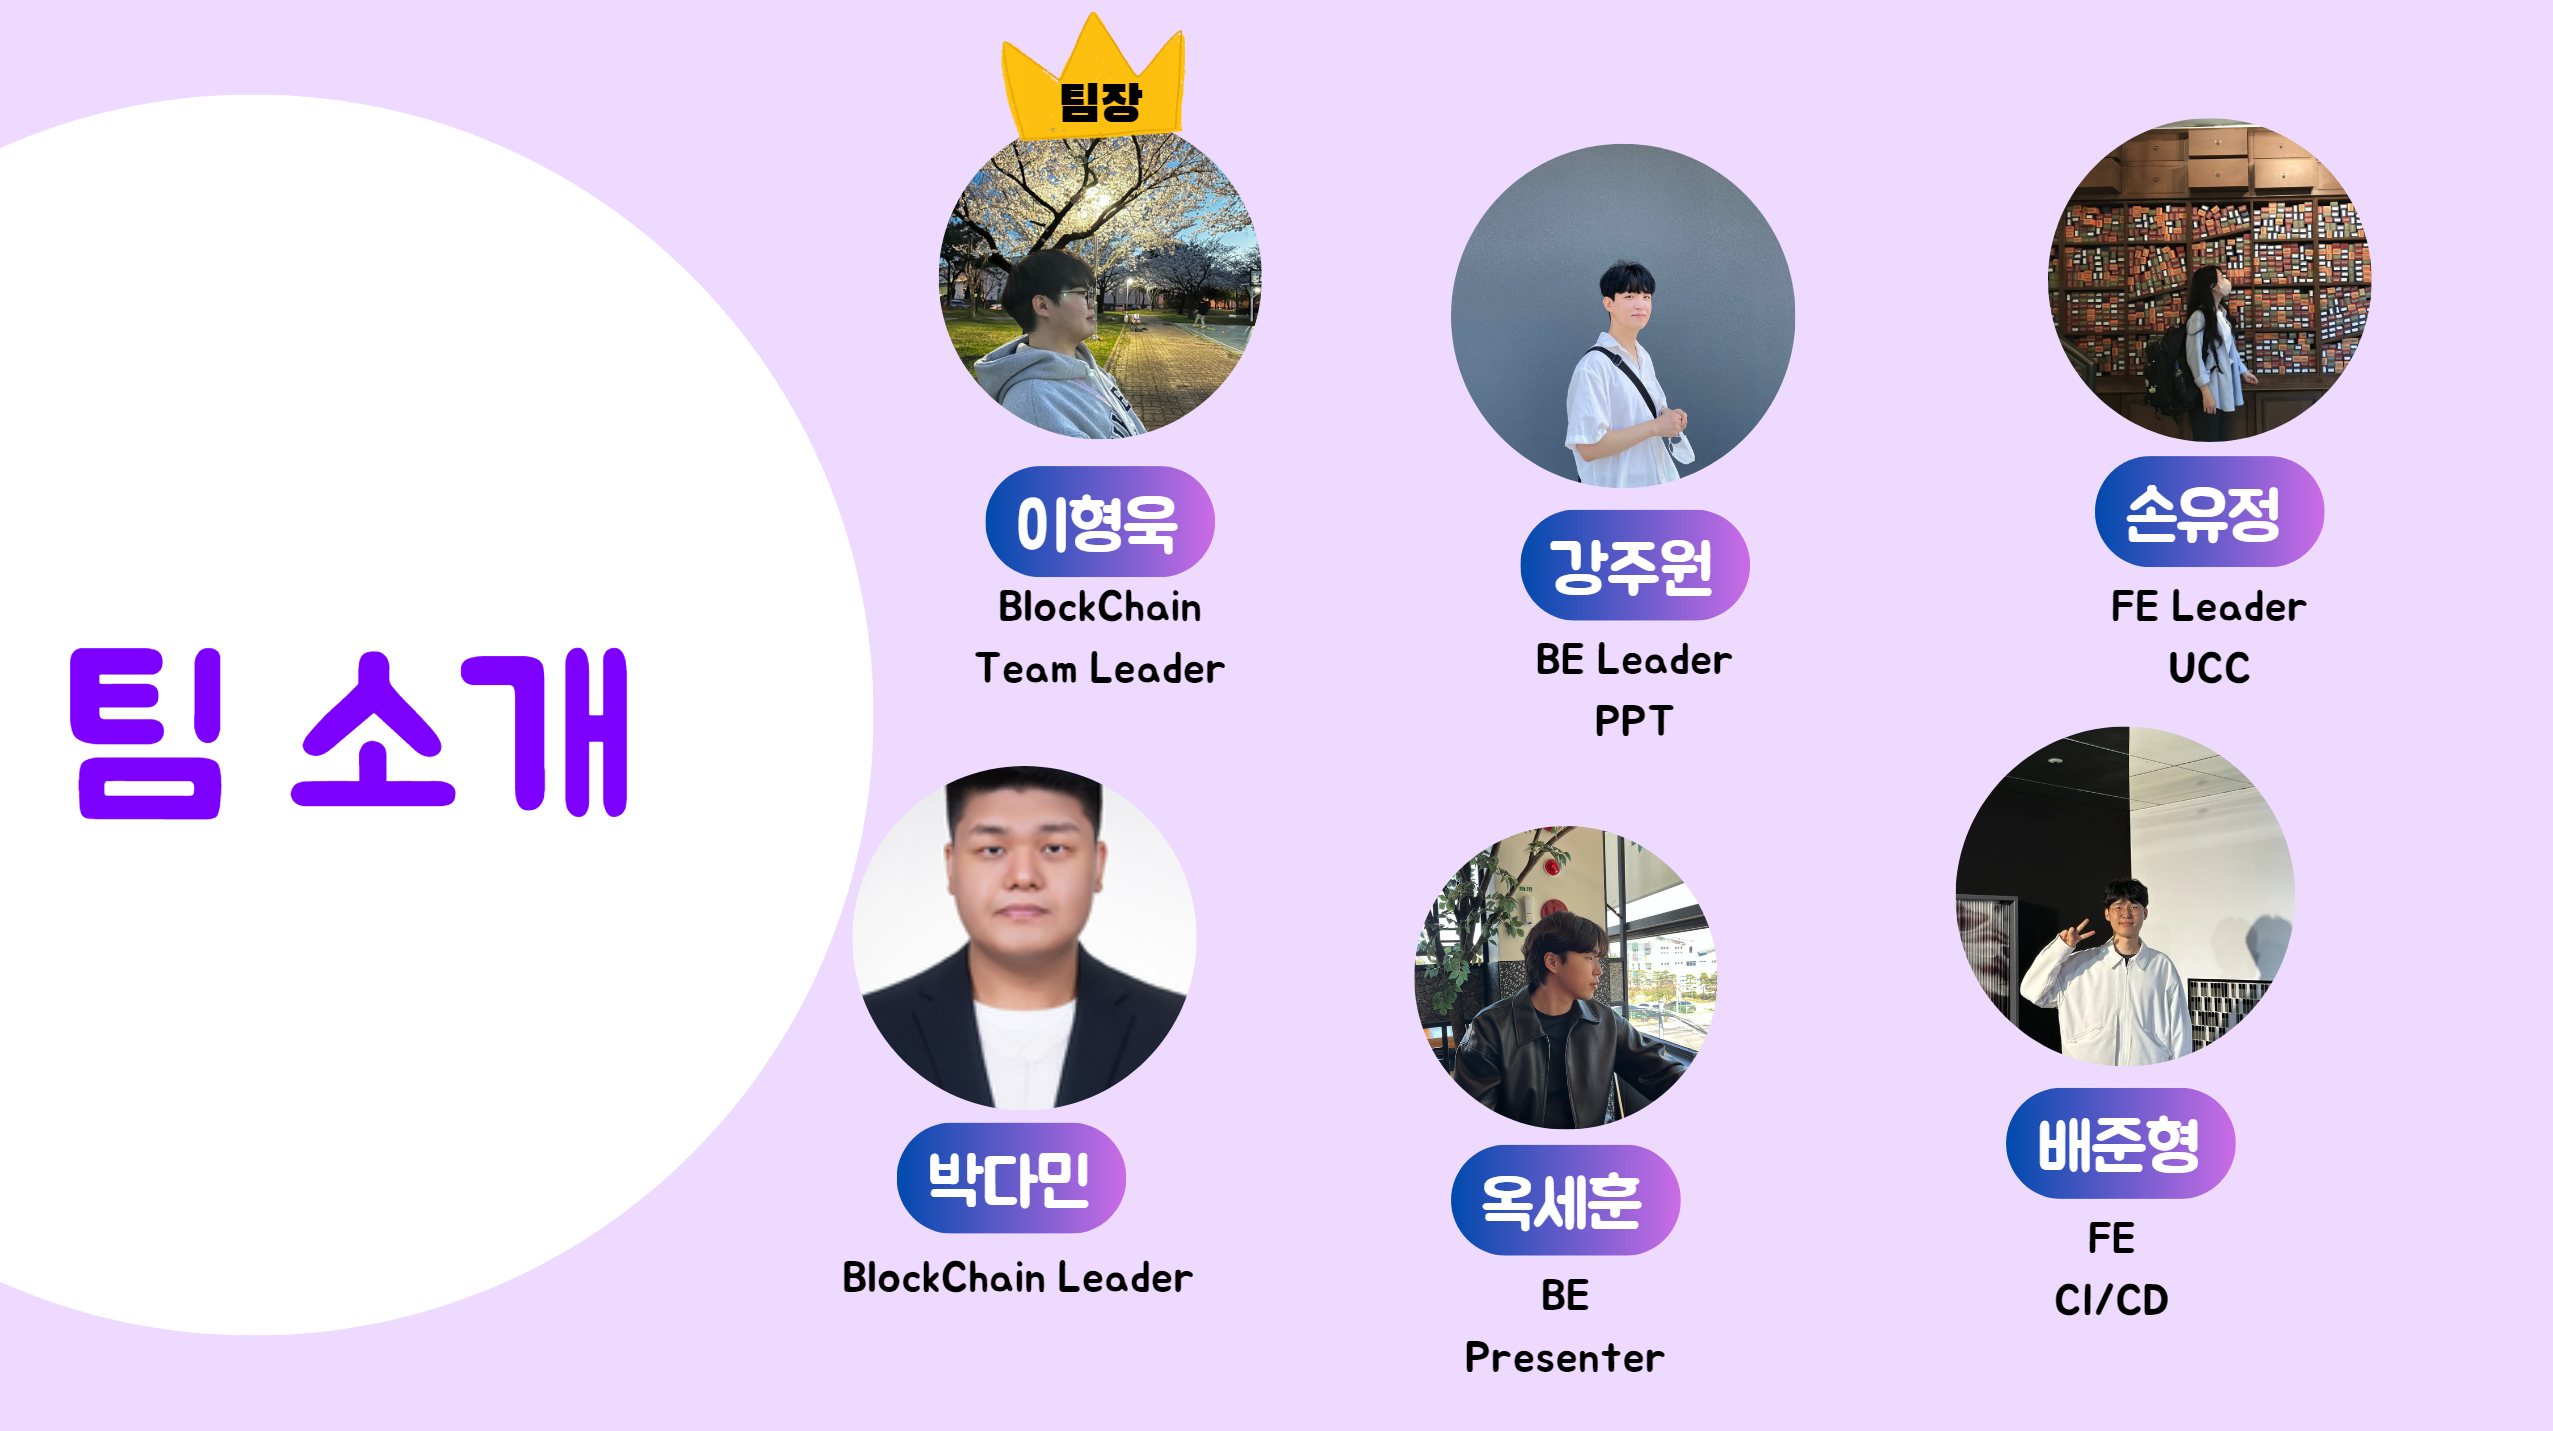 팀 소개
팀장
이형욱
BlockChain
Team Leader
강주원
BE Leader
PPT
손유정
FE Leader
UCC
박다민
BlockChain Leader
옥세훈
BE
Presenter
배준형
FE
CI/CD